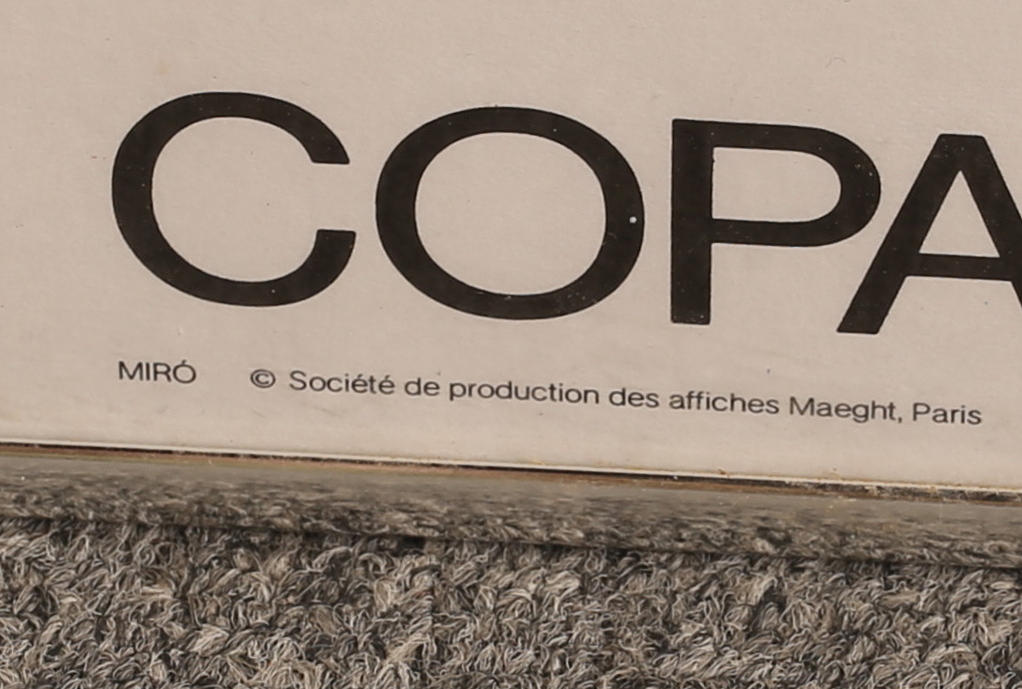 COPA
MIRÓ © Société de production des affiches Maeght, Paris